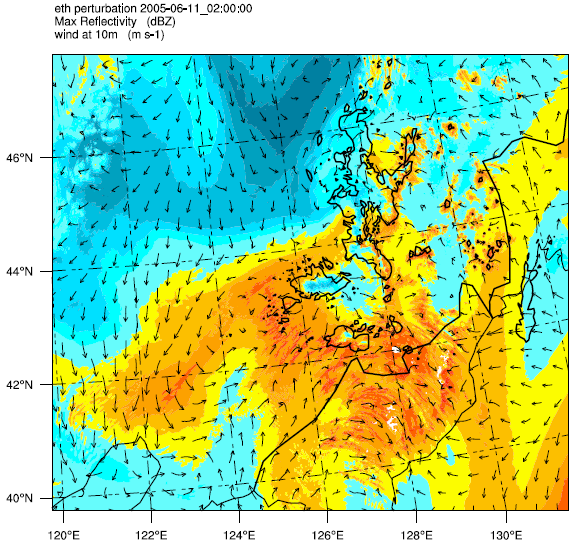 eth perturbation 2005-06-11_02:00:00
Max Reflectivity (dBZ)
wind at 10m (m s-1)
46°N
44°N
42°N
40°N
120°E 122°E 124°E 126°E 128°E 130°E